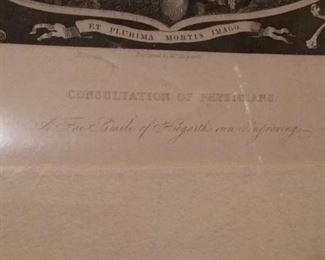 ET PLURIMA MORTIS IMAGO
CONSULTATION OF PHYSICIANS.
A Fac Simile of Hogarth's own Engraving.